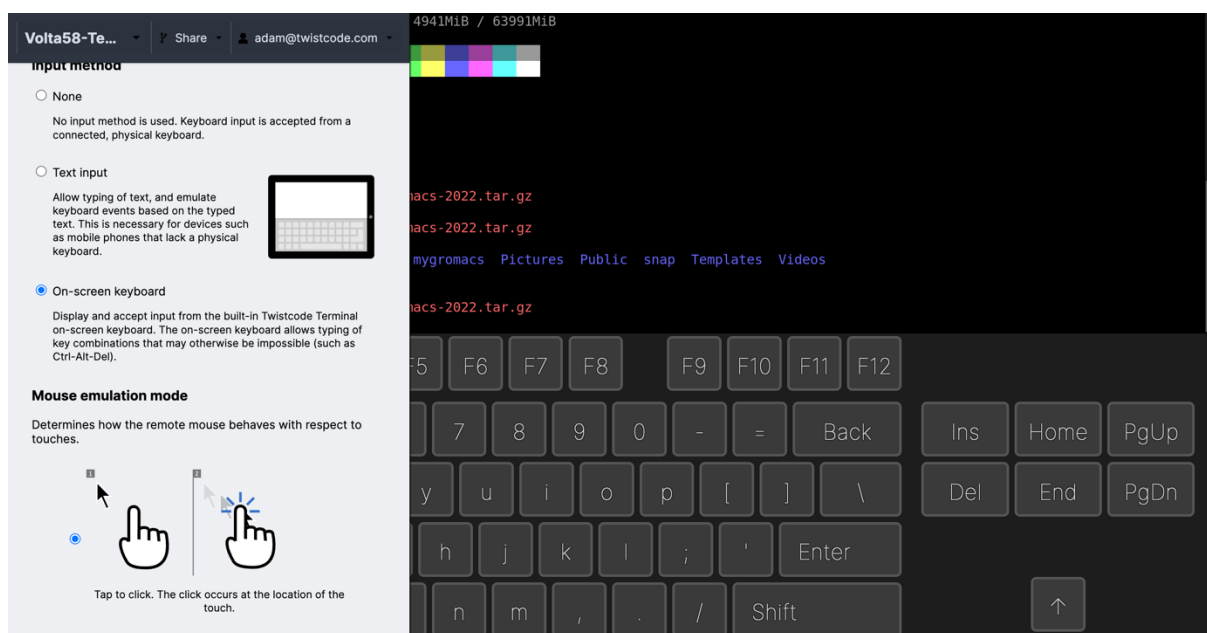 Volta58-Te...
Share
adam@twistcode.com
Input method
None
No input method is used. Keyboard input is accepted from a
connected, physical keyboard.
Text input
Allow typing of text, and emulate
keyboard events based on the typed
text. This is necessary for devices such
as mobile phones that lack a physical
keyboard.
On-screen keyboard
Display and accept input from the built-in Twistcode Terminal
on-screen keyboard. The on-screen keyboard allows typing of
key combinations that may otherwise be impossible (such as
Ctrl-Alt-Del).
Mouse emulation mode
Determines how the remote mouse behaves with respect to
touches.
1 2
Tap to click. The click occurs at the location of the
touch.
4941MiB / 63991MiB
macs-2022.tar.gz
macs-2022.tar.gz
mygromacs Pictures Public snap Templates Videos
macs-2022.tar.gz
F5 F6 F7 F8 F9 F10 F11 F12
7 8 9 0 - = Back Ins Home PgUp
y u i o p [ ] \ Del End PgDn
h j k l ; ' Enter
n m , . / Shift ↑